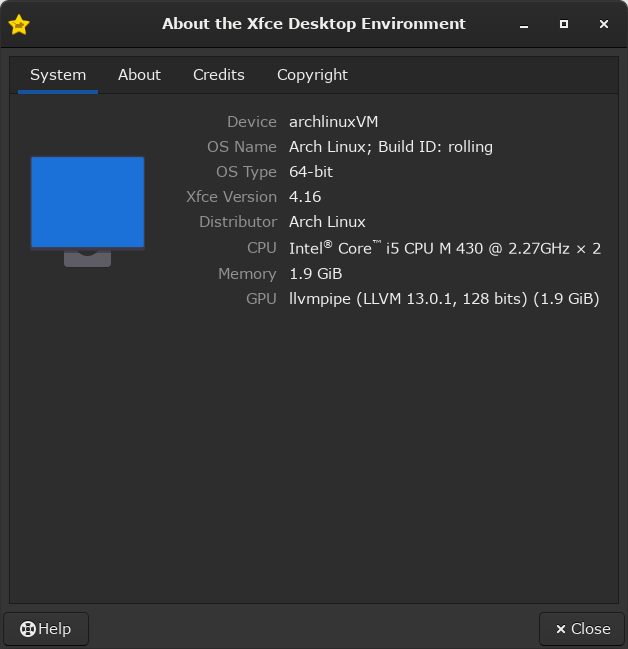 About the Xfce Desktop Environment
System About Credits Copyright
Device archlinuxVM
OS Name Arch Linux; Build ID: rolling
OS Type 64-bit
Xfce Version 4.16
Distributor Arch Linux
CPU Intel® Core™ i5 CPU M 430 @ 2.27GHz × 2
Memory 1.9 GiB
GPU llvmpipe (LLVM 13.0.1, 128 bits) (1.9 GiB)
Help Close